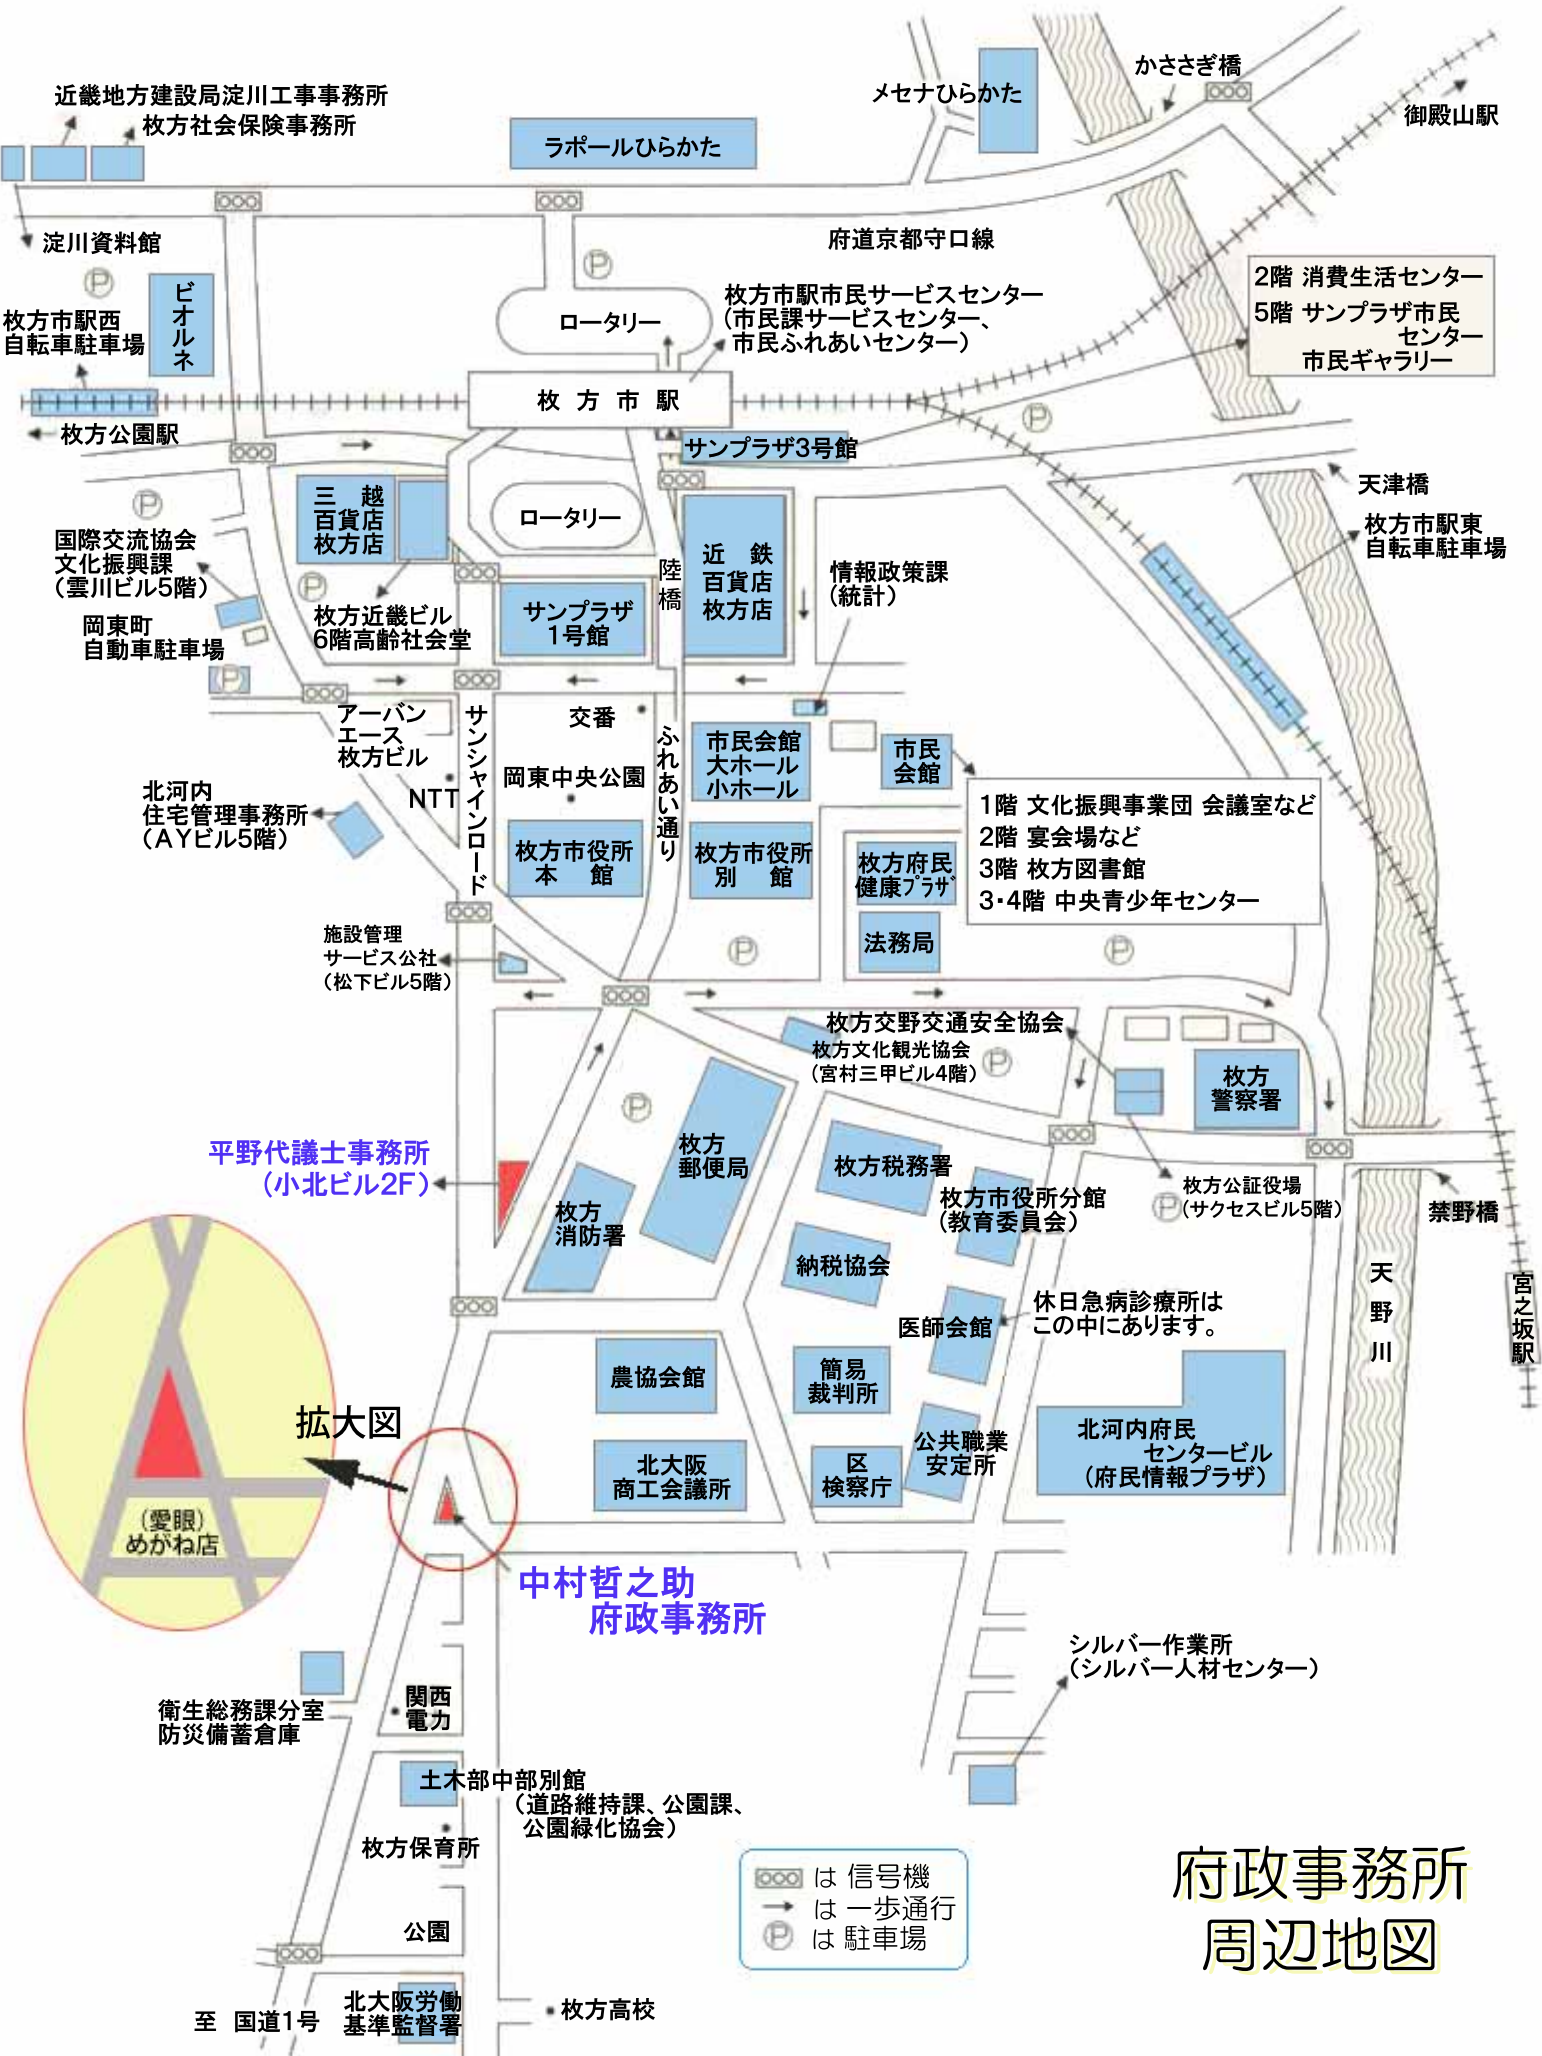 近畿地方建設局淀川工事事務所
枚方社会保険事務所
淀川資料館
ラポールひらかた
メセナひらかた
かささぎ橋
御殿山駅
府道京都守口線
Ⓟ
Ⓟ
ビオルネ
枚方市駅西
自転車駐車場
ロータリー
枚方市駅市民サービスセンター
(市民課サービスセンター、
市民ふれあいセンター)
2階 消費生活センター
5階 サンプラザ市民
センター
市民ギャラリー
枚方市駅
枚方公園駅
サンプラザ3号館
Ⓟ
天津橋
枚方市駅東
自転車駐車場
Ⓟ
三 越
百貨店
枚方店
ロータリー
国際交流協会
文化振興課
(雲川ビル5階)
Ⓟ
枚方近畿ビル
6階高齢社会堂
サンプラザ
1号館
陸橋
近 鉄
百貨店
枚方店
情報政策課
(統計)
岡東町
自動車駐車場
Ⓟ
アーバン
エース
枚方ビル
NTT
サンシャインロード
交番
岡東中央公園
ふれあい通り
市民会館
大ホール
小ホール
市民
会館
1階 文化振興事業団 会議室など
2階 宴会場など
3階 枚方図書館
3・4階 中央青少年センター
北河内
住宅管理事務所
(AYビル5階)
枚方市役所
本 館
枚方市役所
別 館
枚方府民
健康プラザ
法務局
施設管理
サービス公社
(松下ビル5階)
Ⓟ
Ⓟ
枚方交野交通安全協会
枚方文化観光協会
(宮村三甲ビル4階)
Ⓟ
枚方
警察署
Ⓟ
枚方
郵便局
平野代議士事務所
(小北ビル2F)
枚方
消防署
枚方税務署
枚方市役所分館
(教育委員会)
枚方公証役場
Ⓟ(サクセスビル5階)
禁野橋
納税協会
天野川
宮之坂駅
休日急病診療所は
この中にあります。
医師会館
農協会館
簡易
裁判所
拡大図
北大阪
商工会議所
区
検察庁
公共職業
安定所
北河内府民
センタービル
(府民情報プラザ)
(愛眼)
めがね店
中村哲之助
府政事務所
シルバー作業所
(シルバー人材センター)
衛生総務課分室
防災備蓄倉庫
関西
電力
土木部中部別館
(道路維持課、公園課、
公園緑化協会)
枚方保育所
は 信号機
は 一歩通行
Ⓟ は 駐車場
府政事務所
周辺地図
公園
至 国道1号
北大阪労働
基準監督署
枚方高校